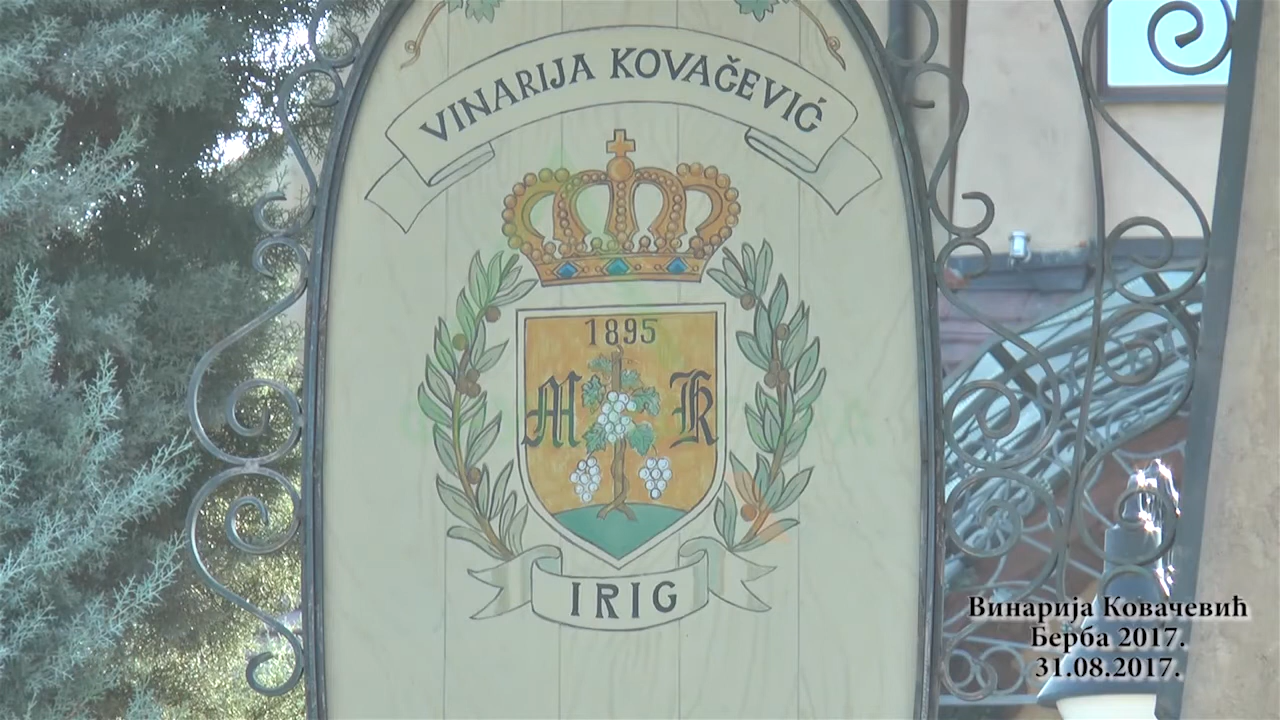 VINARIJA KOVAČEVIĆ
1895
M K
IRIG
Винарија Ковачевић
Берба 2017.
31.08.2017.